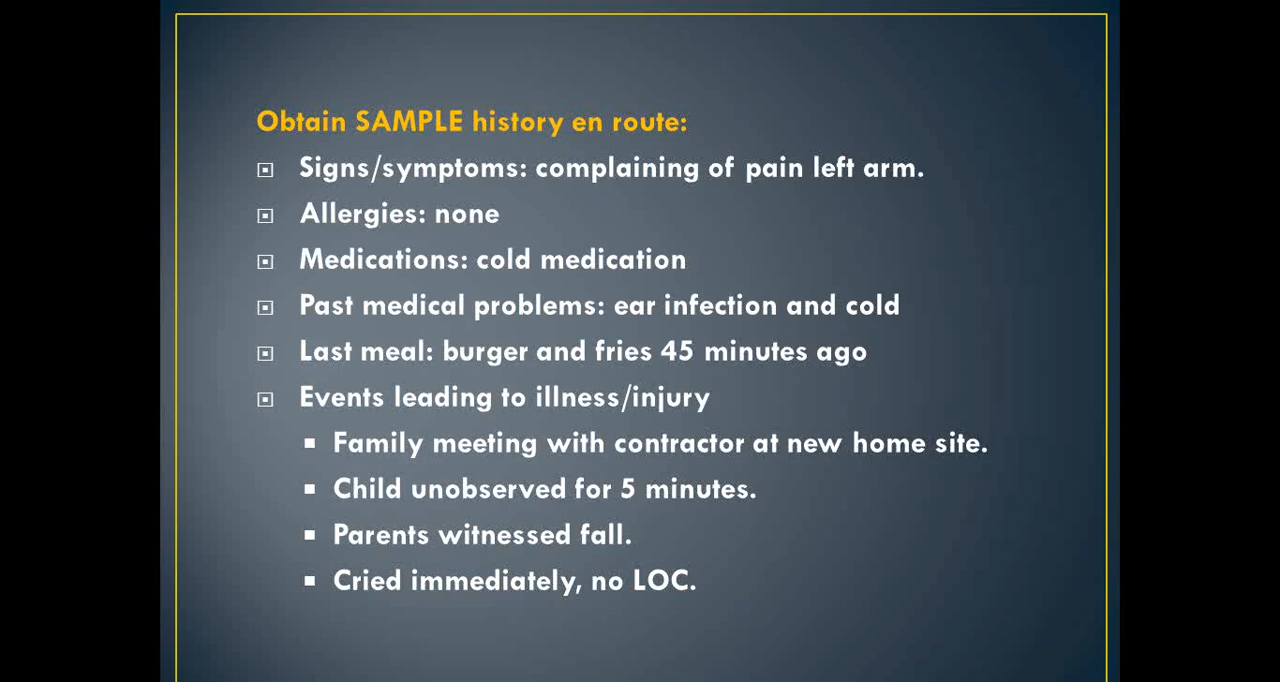 Obtain SAMPLE history en route:
Signs/symptoms: complaining of pain left arm.
Allergies: none
Medications: cold medication
Past medical problems: ear infection and cold
Last meal: burger and fries 45 minutes ago
Events leading to illness/injury
Family meeting with contractor at new home site.
Child unobserved for 5 minutes.
Parents witnessed fall.
Cried immediately, no LOC.